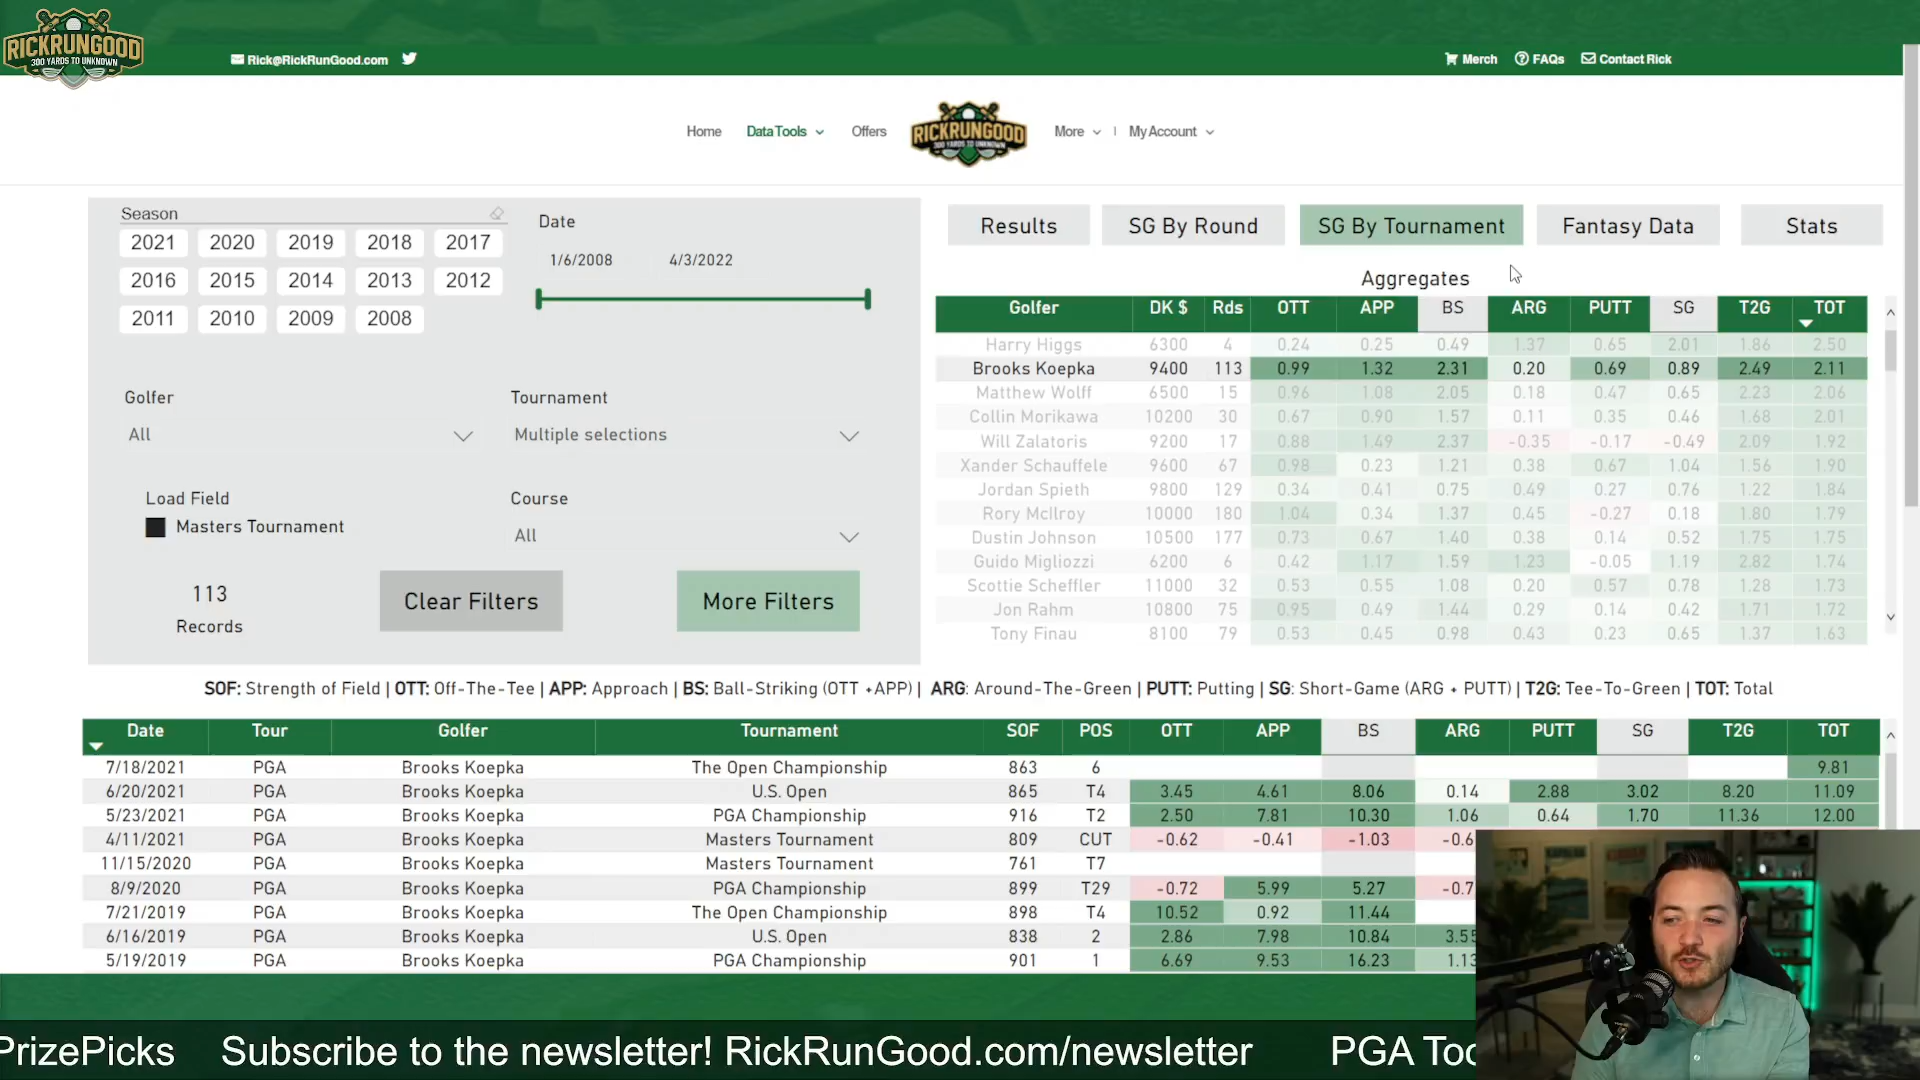 RICKRUNGOOD
300 YARDS TO UNKNOWN
Rick@RickRunGood.com
Merch FAQs Contact Rick
Home Data Tools Offers
RICKRUNGOOD
300 YARDS TO UNKNOWN
More | My Account
Season
2021 2020 2019 2018 2017
2016 2015 2014 2013 2012
2011 2010 2009 2008
Date
1/6/2008 4/3/2022
Golfer
All
Tournament
Multiple selections
Load Field
Masters Tournament
Course
All
113
Records
Clear Filters
More Filters
Results SG By Round SG By Tournament Fantasy Data Stats
Aggregates
Golfer DK $ Rds OTT APP BS ARG PUTT SG T2G TOT
Harry Higgs 6300 4 0.24 0.25 0.49 1.37 0.65 2.01 1.86 2.50
Brooks Koepka 9400 113 0.99 1.32 2.31 0.20 0.69 0.89 2.49 2.11
Matthew Wolff 6500 15 0.96 1.08 2.05 0.18 0.47 0.65 2.23 2.06
Collin Morikawa 10200 30 0.67 0.90 1.57 0.11 0.35 0.46 1.68 2.01
Will Zalatoris 9200 17 0.88 1.49 2.37 -0.35 -0.17 -0.49 2.09 1.92
Xander Schauffele 9600 67 0.98 0.23 1.21 0.38 0.67 1.04 1.56 1.90
Jordan Spieth 9800 129 0.34 0.41 0.75 0.49 0.27 0.76 1.22 1.84
Rory McIlroy 10000 180 1.04 0.34 1.37 0.45 -0.27 0.18 1.80 1.79
Dustin Johnson 10500 177 0.73 0.67 1.40 0.38 0.14 0.52 1.75 1.75
Guido Migliozzi 6200 6 0.42 1.17 1.59 1.23 -0.05 1.19 2.82 1.74
Scottie Scheffler 11000 32 0.53 0.55 1.08 0.20 0.57 0.78 1.28 1.73
Jon Rahm 10800 75 0.95 0.49 1.44 0.29 0.14 0.42 1.71 1.72
Tony Finau 8100 79 0.53 0.45 0.98 0.43 0.23 0.65 1.37 1.63
SOF: Strength of Field | OTT: Off-The-Tee | APP: Approach | BS: Ball-Striking (OTT +APP) | ARG: Around-The-Green | PUTT: Putting | SG: Short-Game (ARG + PUTT) | T2G: Tee-To-Green | TOT: Total
Date Tour Golfer Tournament SOF POS OTT APP BS ARG PUTT SG T2G TOT
7/18/2021 PGA Brooks Koepka The Open Championship 863 6 9.81
6/20/2021 PGA Brooks Koepka U.S. Open 865 T4 3.45 4.61 8.06 0.14 2.88 3.02 8.20 11.09
5/23/2021 PGA Brooks Koepka PGA Championship 916 T2 2.50 7.81 10.30 1.06 0.64 1.70 11.36 12.00
4/11/2021 PGA Brooks Koepka Masters Tournament 809 CUT -0.62 -0.41 -1.03 -0.6
11/15/2020 PGA Brooks Koepka Masters Tournament 761 T7
8/9/2020 PGA Brooks Koepka PGA Championship 899 T29 -0.72 5.99 5.27 -0.7
7/21/2019 PGA Brooks Koepka The Open Championship 898 T4 10.52 0.92 11.44
6/16/2019 PGA Brooks Koepka U.S. Open 838 2 2.86 7.98 10.84 3.55
5/19/2019 PGA Brooks Koepka PGA Championship 901 1 6.69 9.53 16.23 1.13
PrizePicks Subscribe to the newsletter! RickRunGood.com/newsletter PGA Too